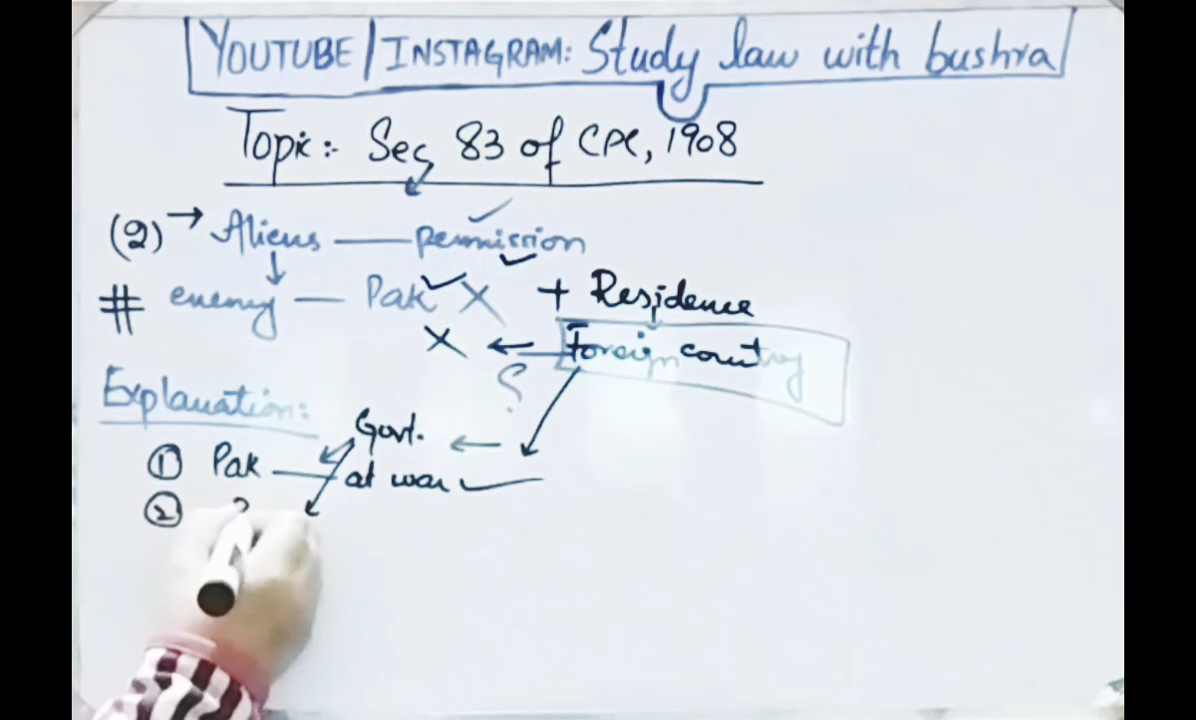 YOUTUBE/INSTAGRAM: Study law with bushra
Topic:- Sec 83 of CPC, 1908
(2) → Aliens — permission
# enemy — Pak + Residence
Foreign country
?
Explanation:
Govt.
① Pak — at war
②